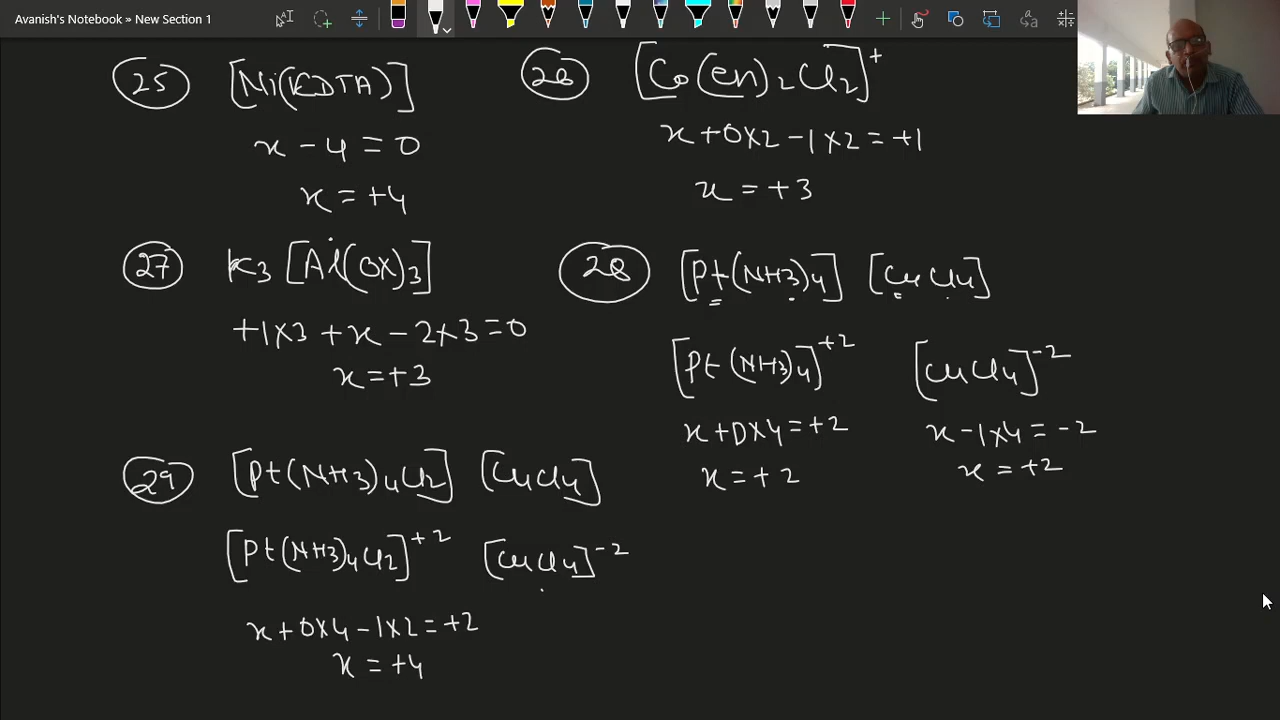 Avanish's Notebook » New Section 1
25 [Ni(EDTA)]
x - 4 = 0
x = +4
26 [Co(en)2Cl2]+
x + 0x2 - 1x2 = +1
x = +3
27 K3 [Al(OX)3]
+1x3 + x - 2x3 = 0
x = +3
28 [Pt(NH3)4] [CuCl4]
[Pt(NH3)4]+2 [CuCl4]-2
x + 0x4 = +2 x - 1x4 = -2
x = +2 x = +2
29 [Pt(NH3)4Cl2] [CuCl4]
[Pt(NH3)4Cl2]+2 [CuCl4]-2
x + 0x4 - 1x2 = +2
x = +4